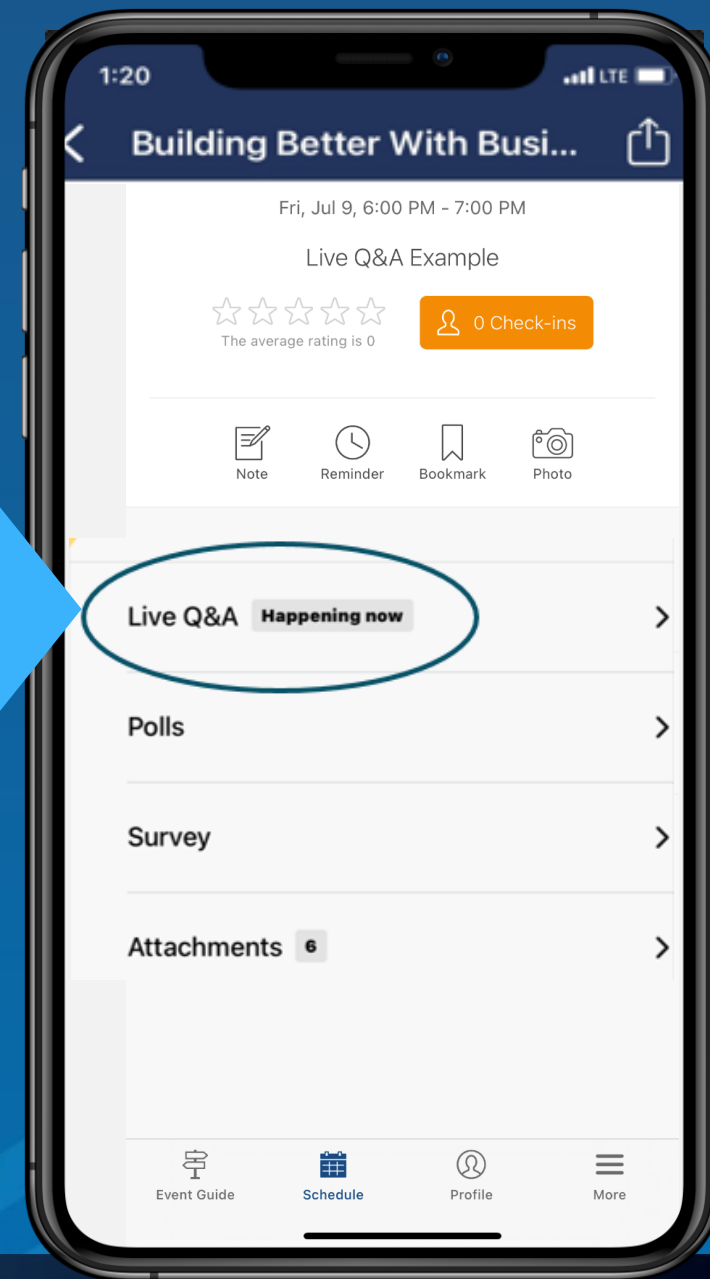 1:20 LTE
Building Better With Busi...
Fri, Jul 9, 6:00 PM - 7:00 PM
Live Q&A Example
The average rating is 0
0 Check-ins
Note Reminder Bookmark Photo
Live Q&A Happening now
Polls
Survey
Attachments 6
Event Guide Schedule Profile More